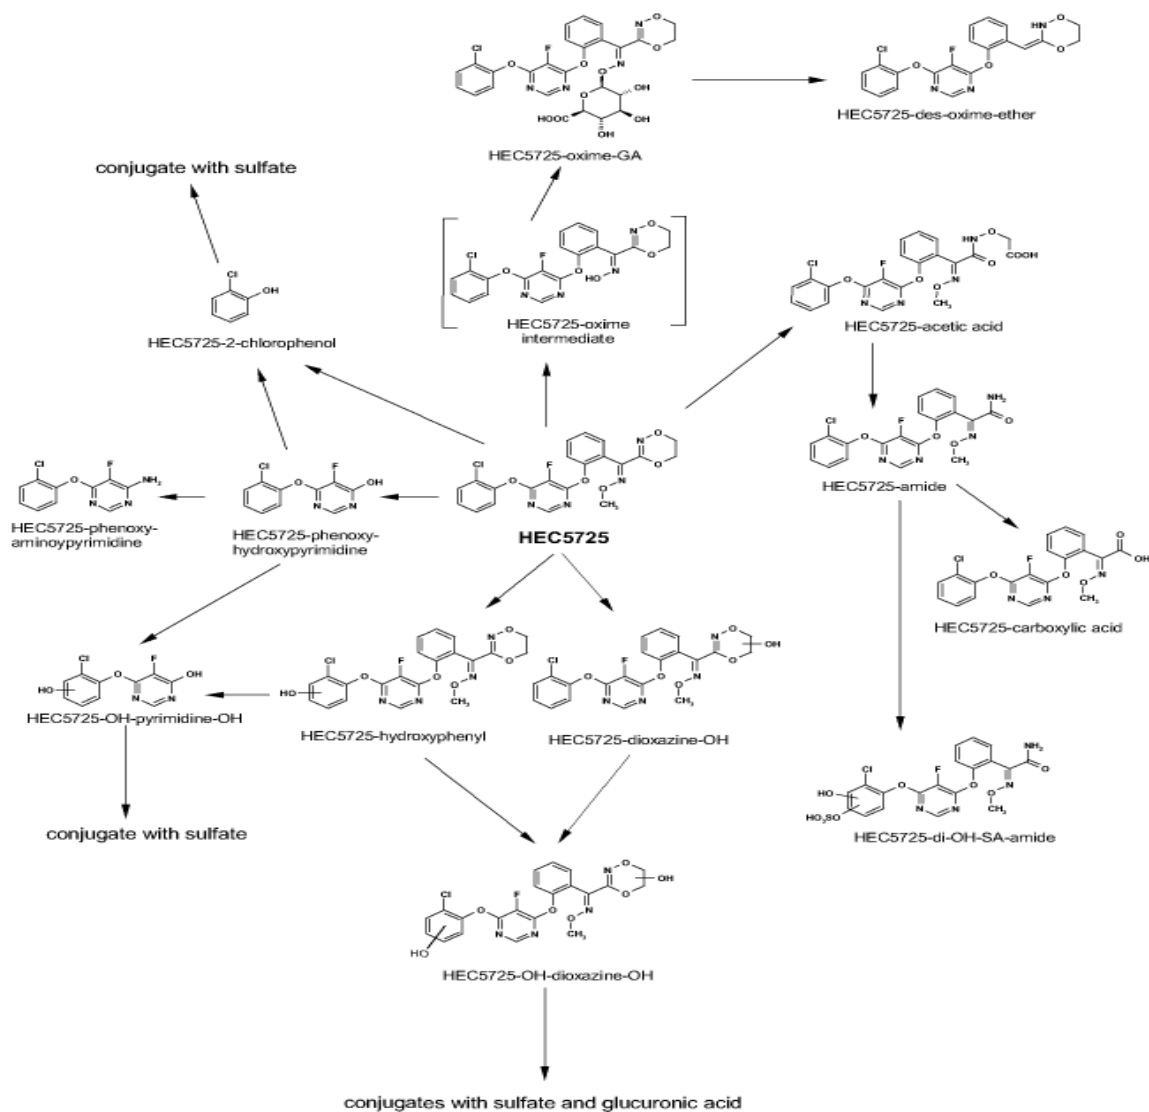 HEC5725-des-oxime-ether
HEC5725-oxime-GA
conjugate with sulfate
HEC5725-oxime
intermediate
HEC5725-acetic acid
HEC5725-2-chlorophenol
HEC5725-amide
HEC5725-phenoxy-
aminoypyrimidine
HEC5725-phenoxy-
hydroxypyrimidine
HEC5725
HEC5725-carboxylic acid
HEC5725-OH-pyrimidine-OH
HEC5725-hydroxyphenyl
HEC5725-dioxazine-OH
conjugate with sulfate
HEC5725-di-OH-SA-amide
HEC5725-OH-dioxazine-OH
conjugates with sulfate and glucuronic acid